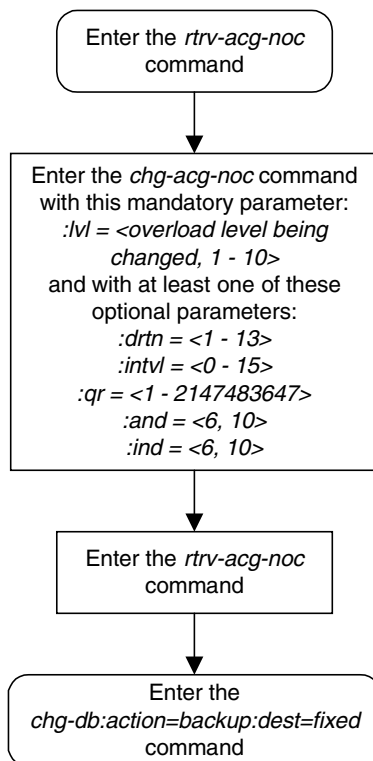 Enter the rtrv-acg-noc
command
Enter the chg-acg-noc command
with this mandatory parameter:
:lvl = <overload level being
changed, 1 - 10>
and with at least one of these
optional parameters:
:drtn = <1 - 13>
:intvl = <0 - 15>
:qr = <1 - 2147483647>
:and = <6, 10>
:ind = <6, 10>
Enter the rtrv-acg-noc
command
Enter the
chg-db:action=backup:dest=fixed
command